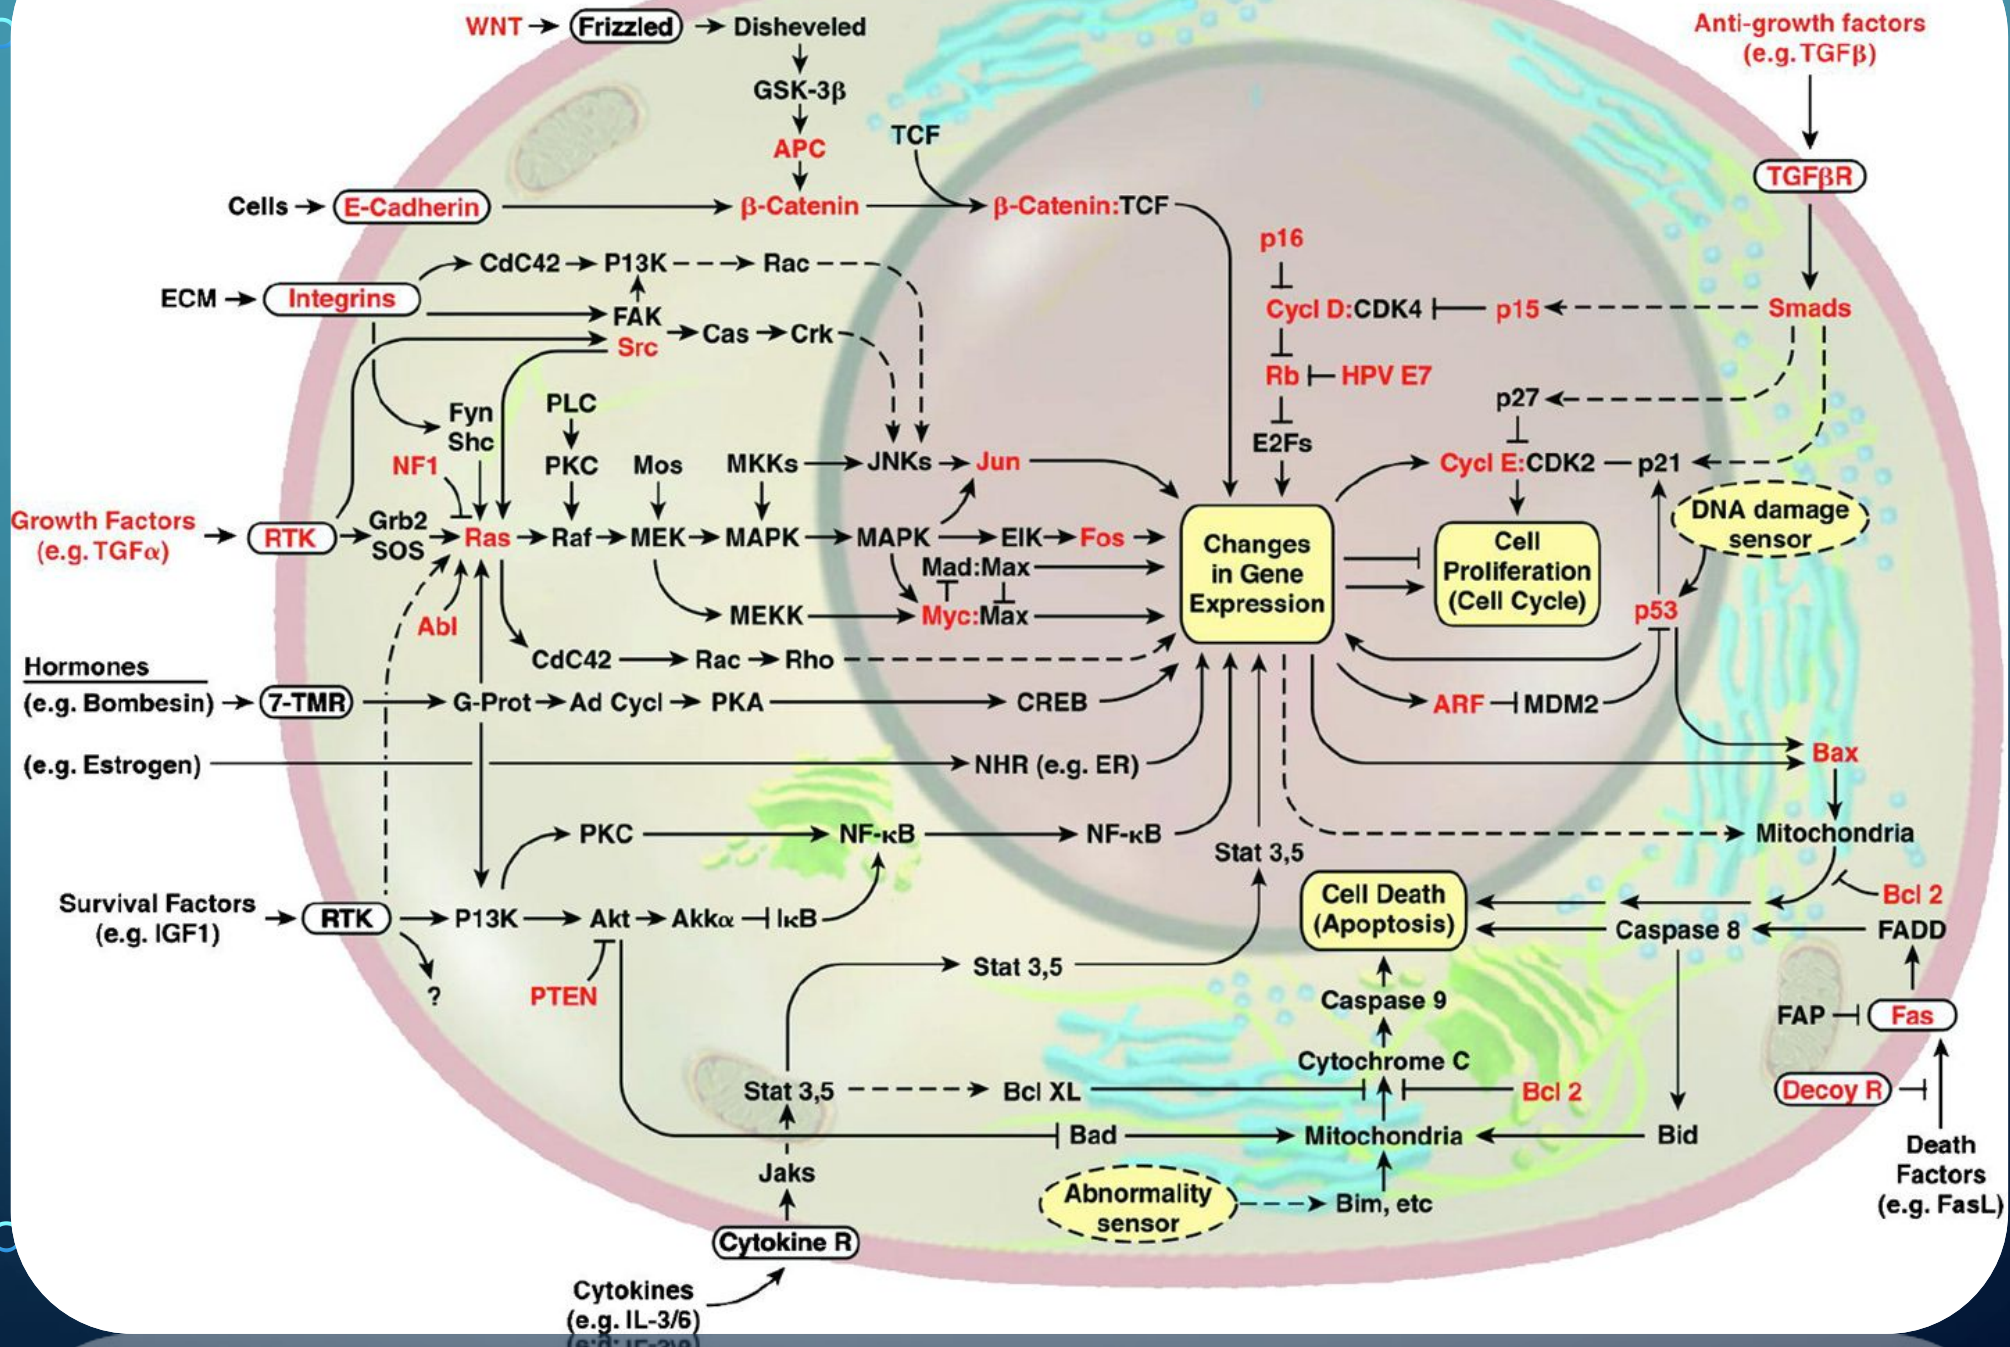 WNT
Frizzled
Disheveled
GSK-3β
APC
TCF
Cells
E-Cadherin
β-Catenin
β-Catenin:TCF
Anti-growth factors
(e.g. TGFβ)
TGFβR
Smads
p16
Cycl D:CDK4
p15
Rb
HPV E7
E2Fs
p27
Cycl E:CDK2
p21
DNA damage
sensor
CdC42
P13K
Rac
ECM
Integrins
FAK
Src
Cas
Crk
Fyn
Shc
PLC
NF1
PKC
Mos
MKKs
JNKs
Jun
Growth Factors
(e.g. TGFα)
RTK
Grb2
SOS
Ras
Raf
MEK
MAPK
MAPK
ElK
Fos
Mad:Max
Abl
MEKK
Myc:Max
Changes
in Gene
Expression
Cell
Proliferation
(Cell Cycle)
p53
CdC42
Rac
Rho
Hormones
(e.g. Bombesin)
7-TMR
G-Prot
Ad Cycl
PKA
CREB
ARF
MDM2
(e.g. Estrogen)
NHR (e.g. ER)
Bax
PKC
NF-κB
NF-κB
Stat 3,5
Mitochondria
Survival Factors
(e.g. IGF1)
RTK
P13K
Akt
Akkα
IκB
?
PTEN
Cell Death
(Apoptosis)
Bcl 2
Caspase 8
FADD
Stat 3,5
Caspase 9
FAP
Fas
Cytochrome C
Stat 3,5
Bcl XL
Bcl 2
Decoy R
Bad
Mitochondria
Bid
Death
Factors
(e.g. FasL)
Jaks
Abnormality
sensor
Bim, etc
Cytokine R
Cytokines
(e.g. IL-3/6)